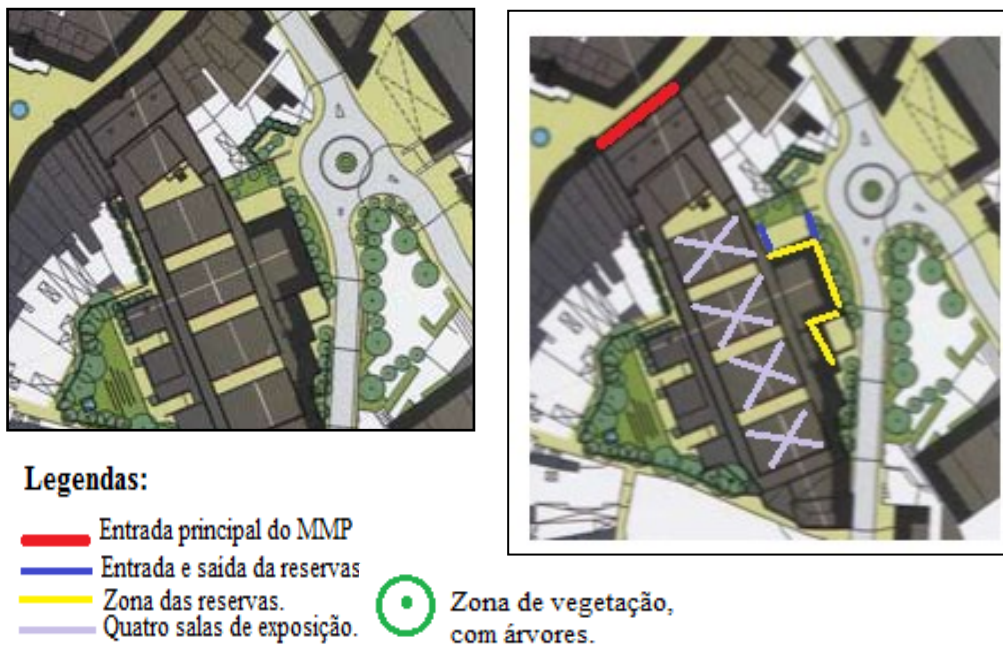 Legendas:
Entrada principal do MMP
Entrada e saída da reservas
Zona das reservas.
Quatro salas de exposição.
Zona de vegetação,
com árvores.